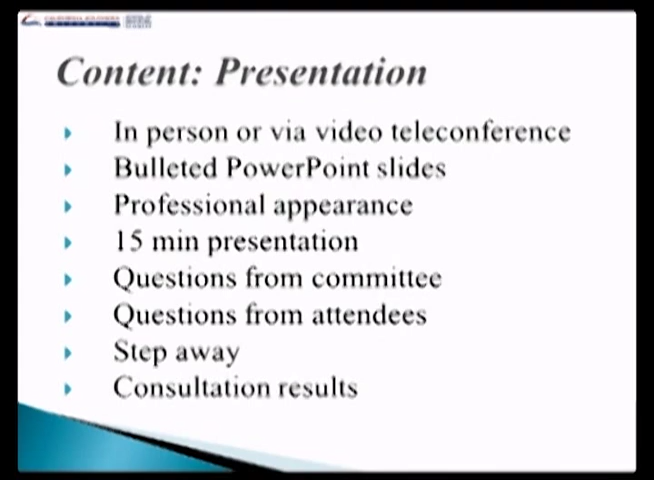 Content: Presentation
In person or via video teleconference
Bulleted PowerPoint slides
Professional appearance
15 min presentation
Questions from committee
Questions from attendees
Step away
Consultation results